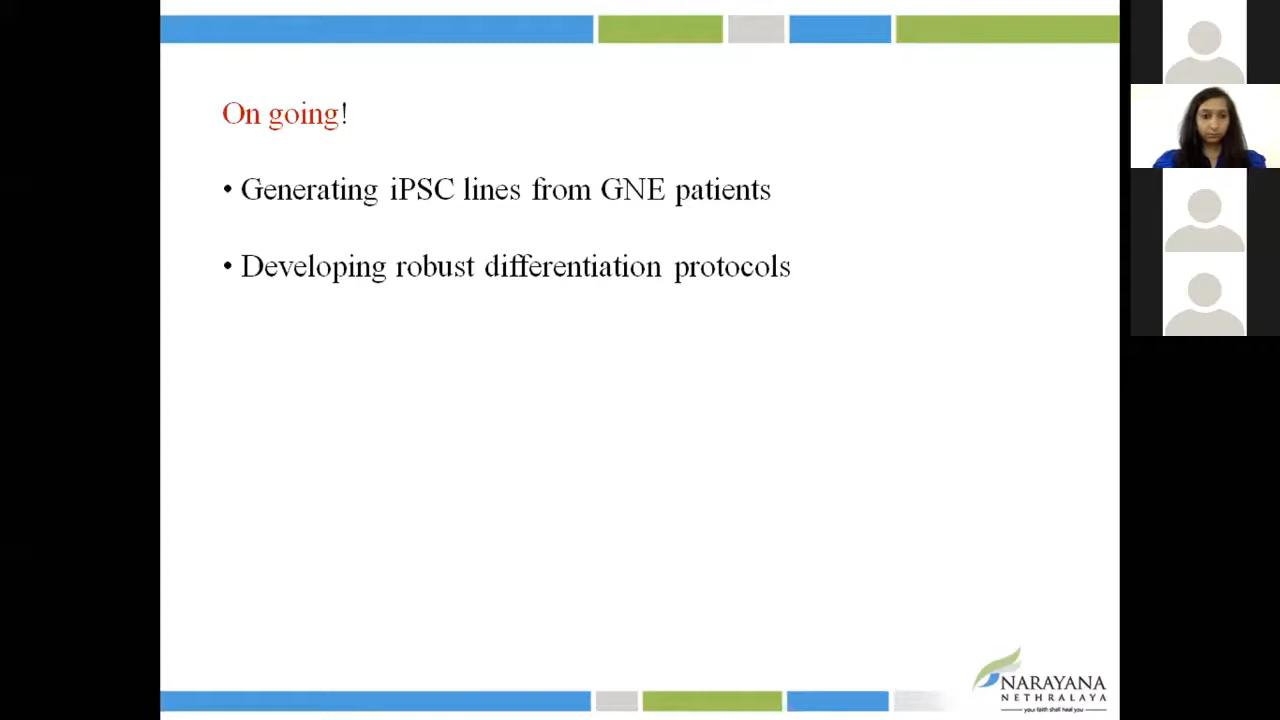 On going!
• Generating iPSC lines from GNE patients
• Developing robust differentiation protocols
NARAYANA
NETHRALAYA
your faith shall heal you